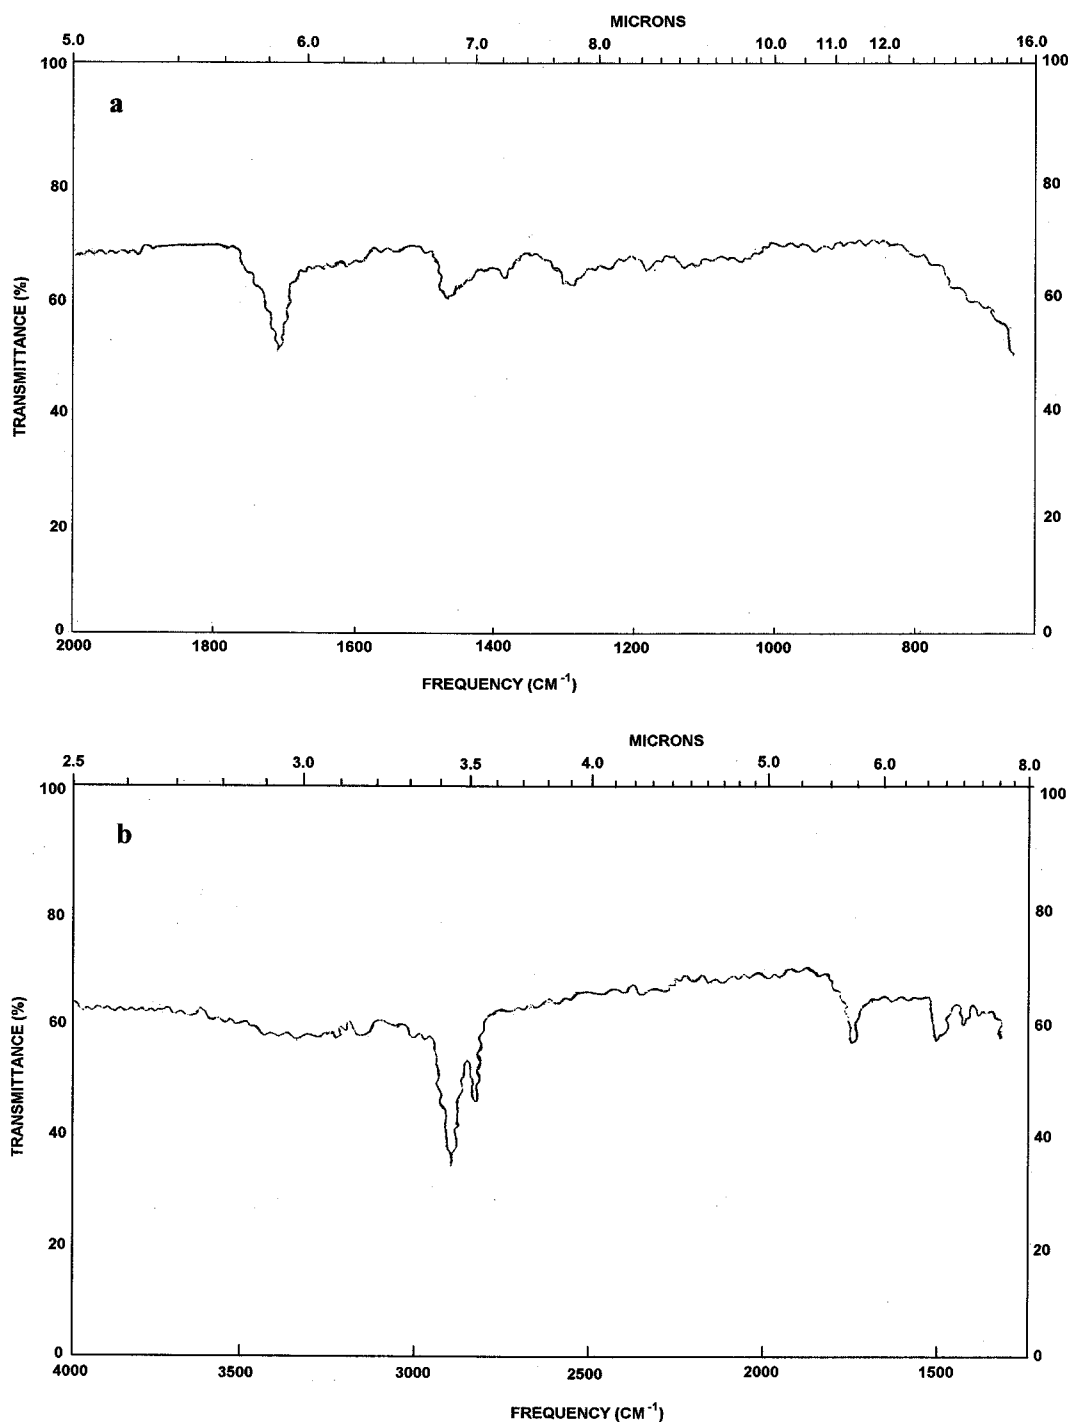 MICRONS
5.0 6.0 7.0 8.0 10.0 11.0 12.0 16.0
100 100
a
80 80
60 60
40 40
20 20
0 0
2000 1800 1600 1400 1200 1000 800
TRANSMITTANCE (%)
FREQUENCY (CM-1)
MICRONS
2.5 3.0 3.5 4.0 5.0 6.0 8.0
100 100
b
80 80
60 60
40 40
20 20
0 0
4000 3500 3000 2500 2000 1500
TRANSMITTANCE (%)
FREQUENCY (CM-1)